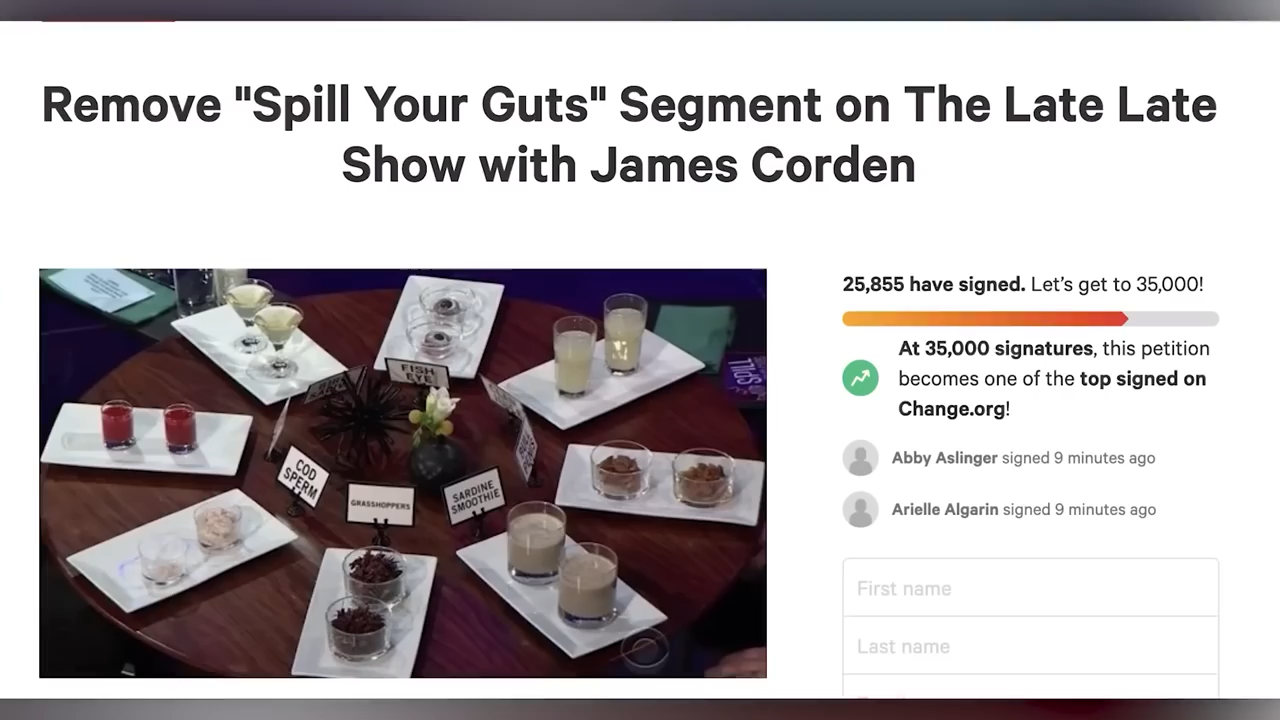 Remove "Spill Your Guts" Segment on The Late Late
Show with James Corden
25,855 have signed. Let's get to 35,000!
At 35,000 signatures, this petition
becomes one of the top signed on
Change.org!
Abby Aslinger signed 9 minutes ago
Arielle Algarin signed 9 minutes ago
First name
Last name
FISH
EYE
COD
SPERM
GRASSHOPPERS
SARDINE
SMOOTHIE
SPILL